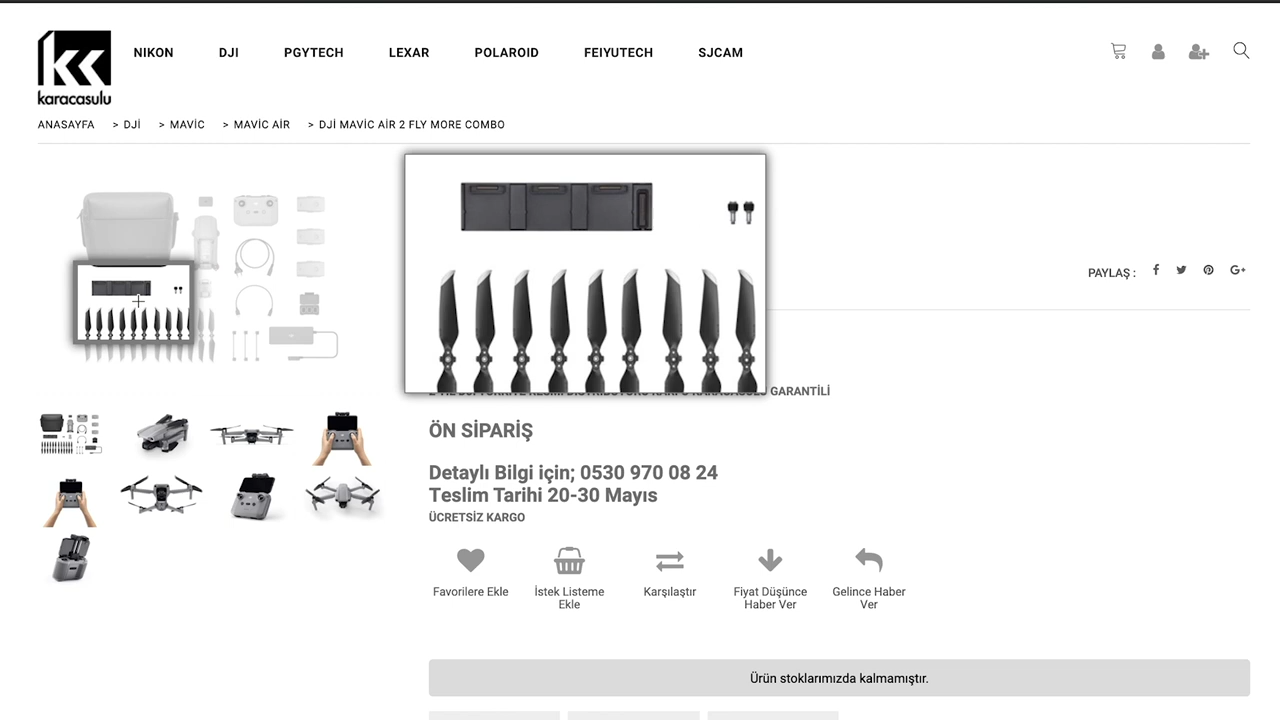 karacasulu
NIKON
DJI
PGYTECH
LEXAR
POLAROID
FEIYUTECH
SJCAM
ANASAYFA > DJİ > MAVİC > MAVİC AİR > DJI MAVİC AİR 2 FLY MORE COMBO
PAYLAŞ :
GARANTİLİ
ÖN SİPARİŞ
Detaylı Bilgi için; 0530 970 08 24
Teslim Tarihi 20-30 Mayıs
ÜCRETSİZ KARGO
Favorilere Ekle
İstek Listeme
Ekle
Karşılaştır
Fiyat Düşünce
Haber Ver
Gelince Haber
Ver
Ürün stoklarımızda kalmamıştır.